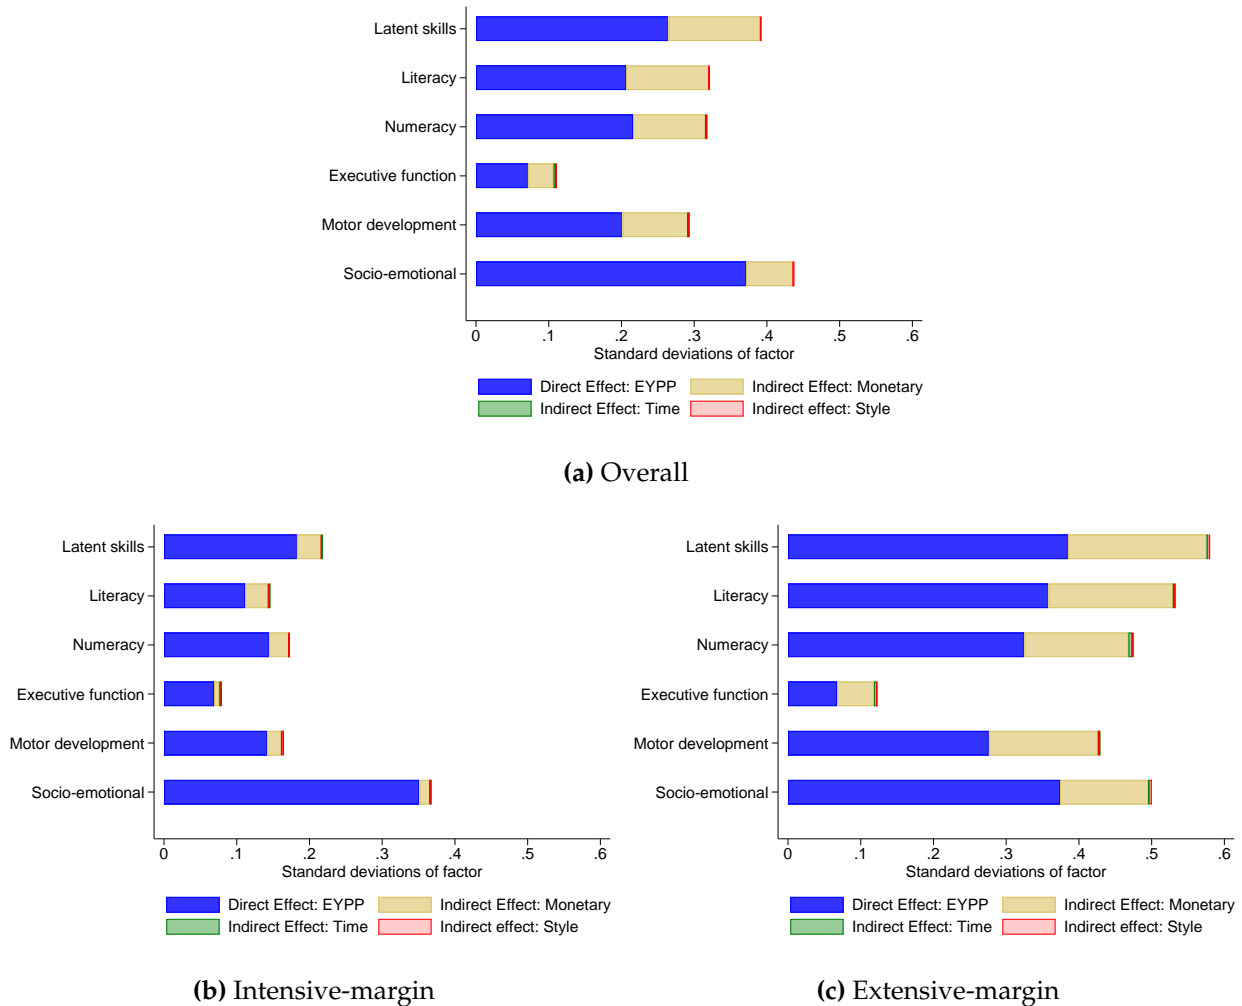 Latent skills
Literacy
Numeracy
Executive function
Motor development
Socio-emotional
0 .1 .2 .3 .4 .5 .6
Standard deviations of factor
Direct Effect: EYPP Indirect Effect: Monetary
Indirect Effect: Time Indirect effect: Style
(a) Overall
Latent skills
Literacy
Numeracy
Executive function
Motor development
Socio-emotional
0 .1 .2 .3 .4 .5 .6
Standard deviations of factor
Direct Effect: EYPP Indirect Effect: Monetary
Indirect Effect: Time Indirect effect: Style
(b) Intensive-margin
Latent skills
Literacy
Numeracy
Executive function
Motor development
Socio-emotional
0 .1 .2 .3 .4 .5 .6
Standard deviations of factor
Direct Effect: EYPP Indirect Effect: Monetary
Indirect Effect: Time Indirect effect: Style
(c) Extensive-margin